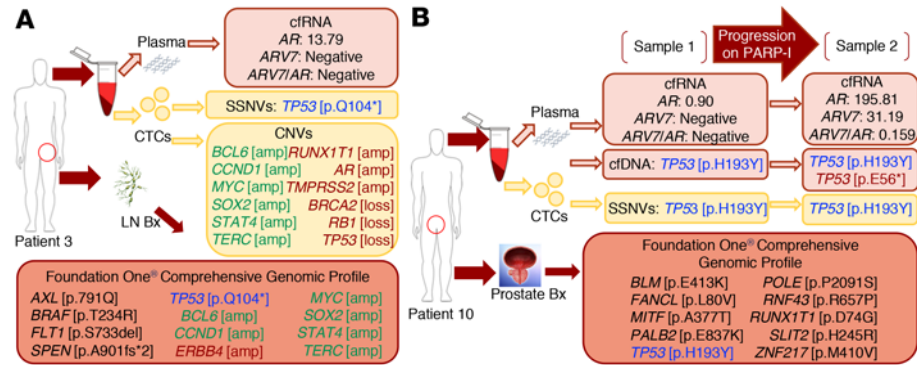 A
Plasma
cfRNA
AR: 13.79
ARV7: Negative
ARV7/AR: Negative
SSNVs: TP53 [p.Q104*]
CTCs
CNVs
BCL6 [amp] RUNX1T1 [amp]
CCND1 [amp] AR [amp]
MYC [amp] TMPRSS2 [amp]
SOX2 [amp] BRCA2 [loss]
STAT4 [amp] RB1 [loss]
TERC [amp] TP53 [loss]
LN Bx
Patient 3
Foundation One® Comprehensive Genomic Profile
AXL [p.791Q] TP53 [p.Q104*] MYC [amp]
BRAF [p.T234R] BCL6 [amp] SOX2 [amp]
FLT1 [p.S733del] CCND1 [amp] STAT4 [amp]
SPEN [p.A901fs*2] ERBB4 [amp] TERC [amp]
B
[ Sample 1 ]
Progression
on PARP-I
[ Sample 2 ]
Plasma
cfRNA
AR: 0.90
ARV7: Negative
ARV7/AR: Negative
cfRNA
AR: 195.81
ARV7: 31.19
ARV7/AR: 0.159
cfDNA: TP53 [p.H193Y]
TP53 [p.H193Y]
TP53 [p.E56*]
CTCs
SSNVs: TP53 [p.H193Y]
TP53 [p.H193Y]
Patient 10
Prostate Bx
Foundation One® Comprehensive
Genomic Profile
BLM [p.E413K] POLE [p.P2091S]
FANCL [p.L80V] RNF43 [p.R657P]
MITF [p.A377T] RUNX1T1 [p.D74G]
PALB2 [p.E837K] SLIT2 [p.H245R]
TP53 [p.H193Y] ZNF217 [p.M410V]